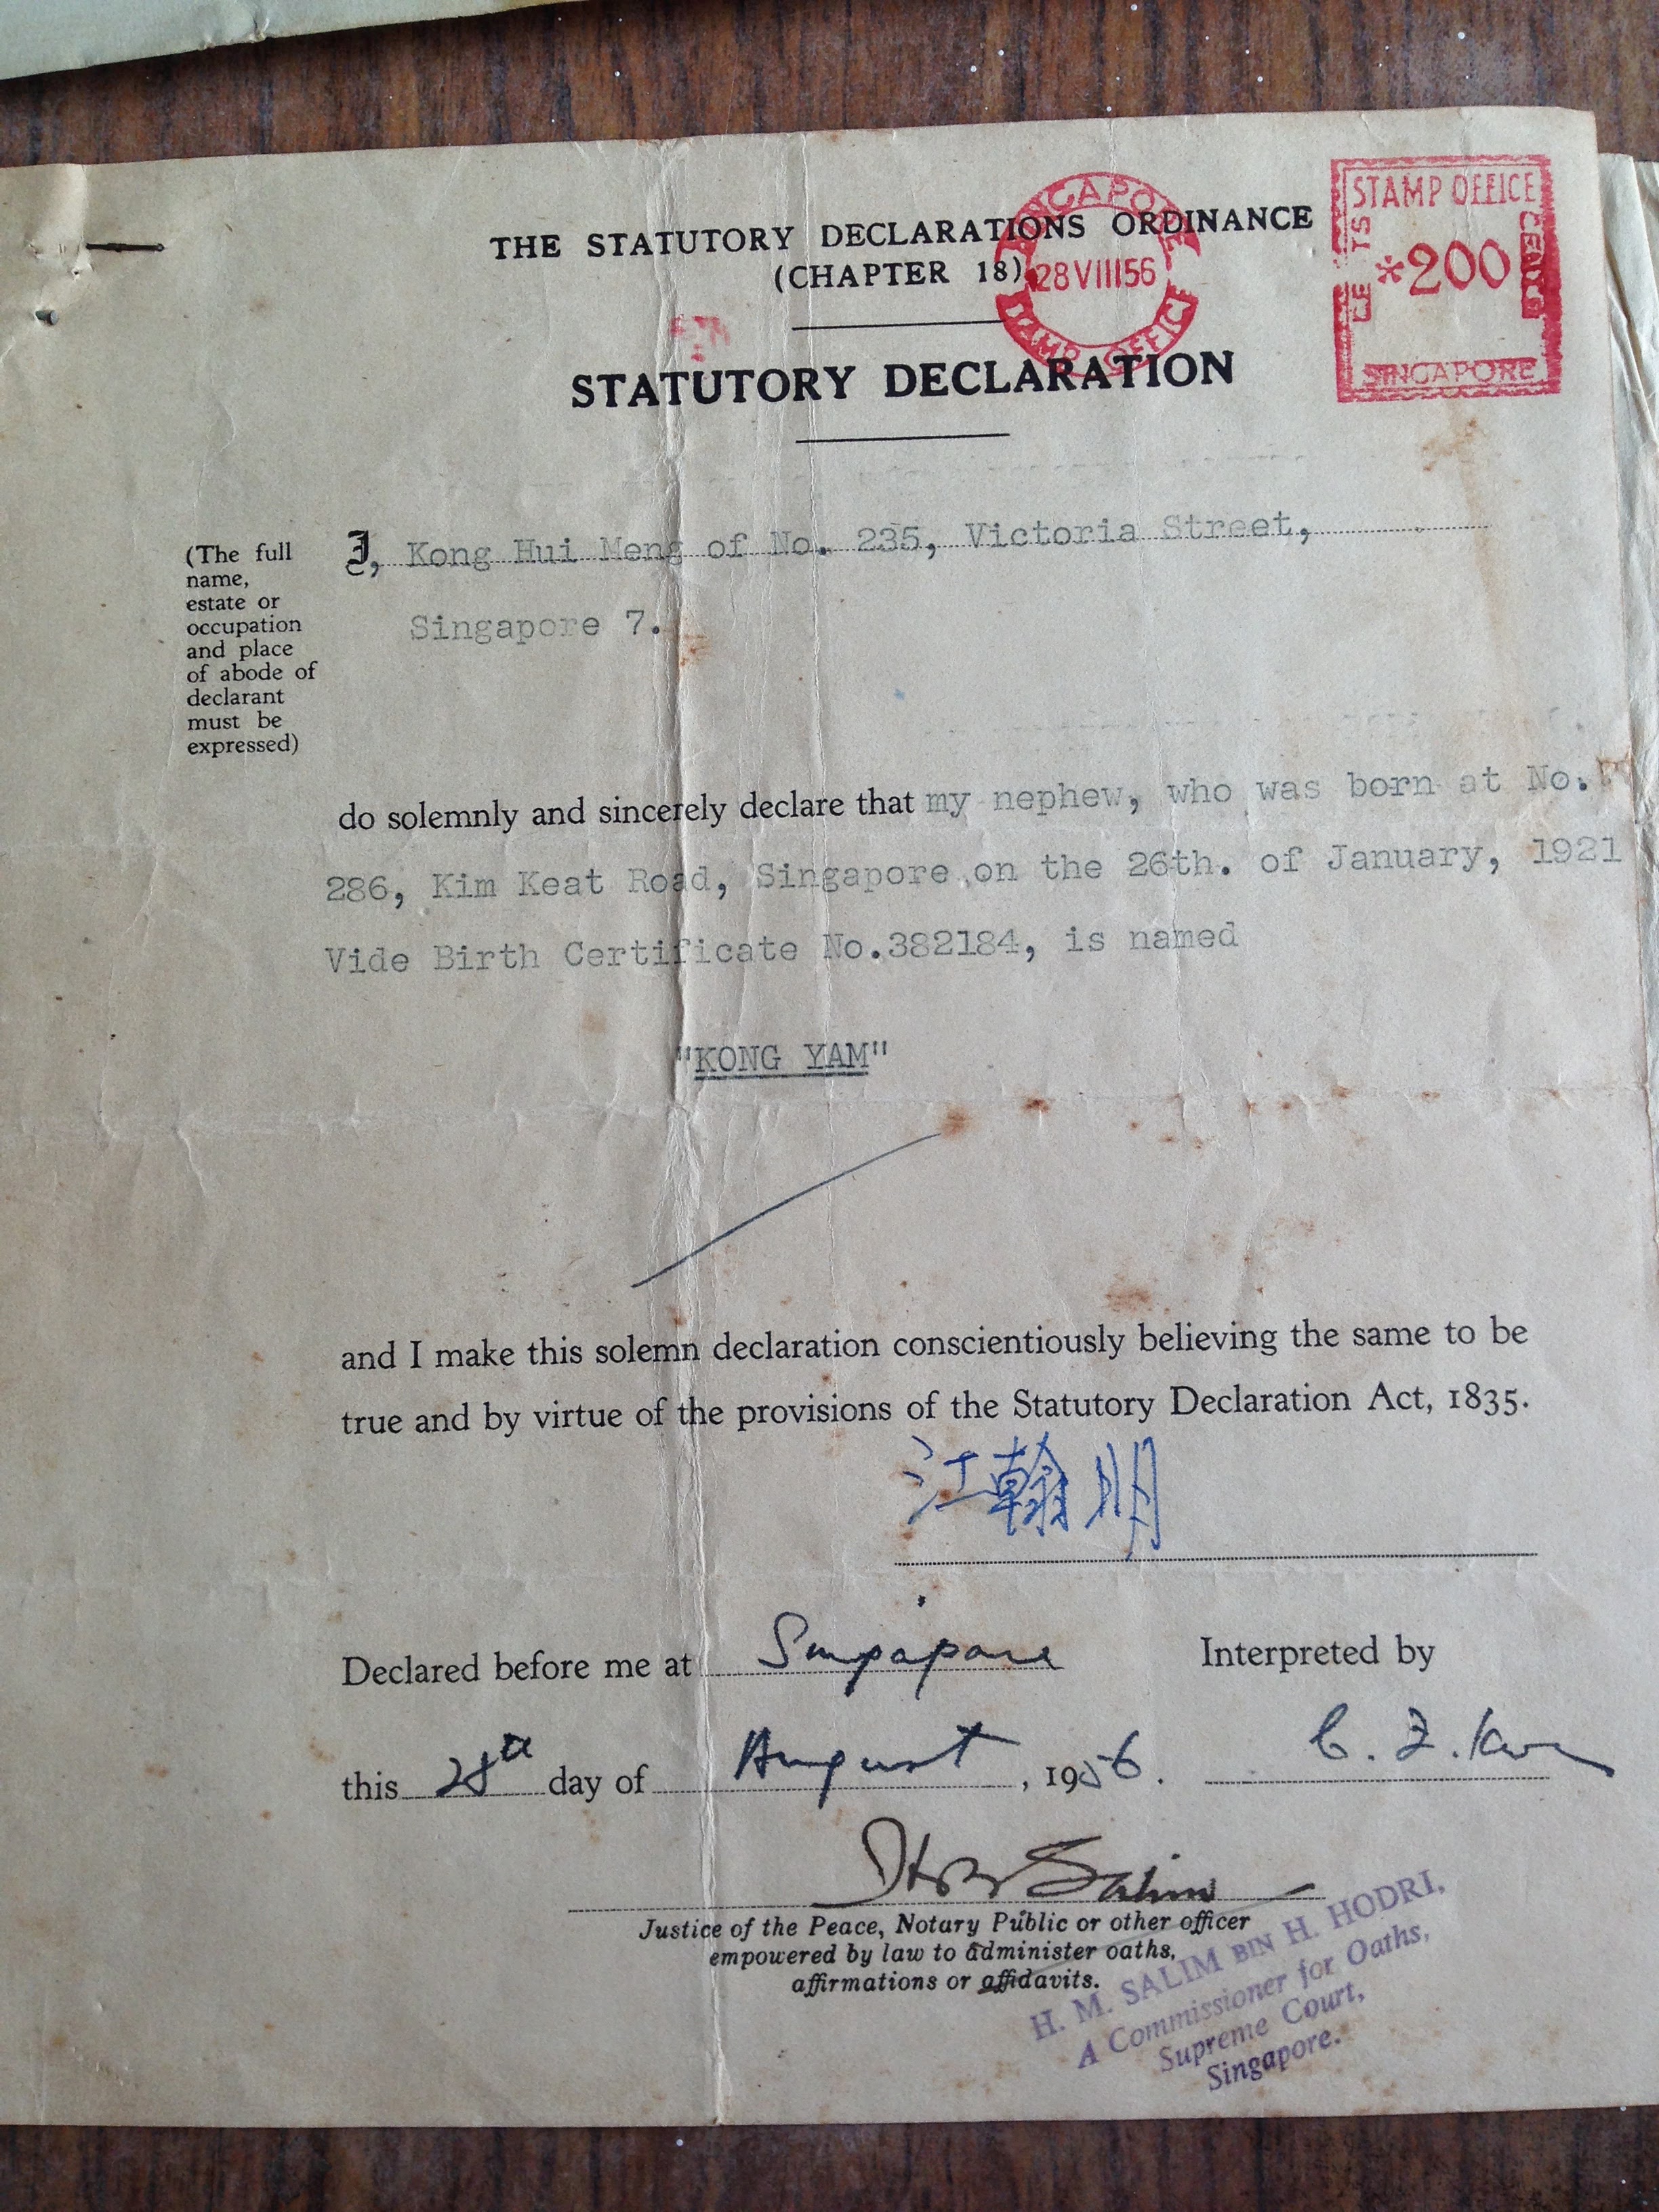 THE STATUTORY DECLARATIONS ORDINANCE
(CHAPTER 18)
SINGAPORE
28 VIII 56
STAMP OFFICE
STAMP OFFICE
CENTS
*200
CENTS
SINGAPORE
STATUTORY DECLARATION
(The full
name,
estate or
occupation
and place
of abode of
declarant
must be
expressed)
I, Kong Hui Meng of No. 235, Victoria Street,
Singapore 7.
do solemnly and sincerely declare that my nephew, who was born at No.
286, Kim Keat Road, Singapore on the 26th. of January, 1921
Vide Birth Certificate No.382184, is named
"KONG YAM"
and I make this solemn declaration conscientiously believing the same to be
true and by virtue of the provisions of the Statutory Declaration Act, 1835.
江翰明
Declared before me at Singapore
Interpreted by
this 28th day of August, 1956.
Salim
Justice of the Peace, Notary Public or other officer
empowered by law to administer oaths,
affirmations or affidavits.
H. M. SALIM BIN H. HODRI,
A Commissioner for Oaths,
Supreme Court,
Singapore.